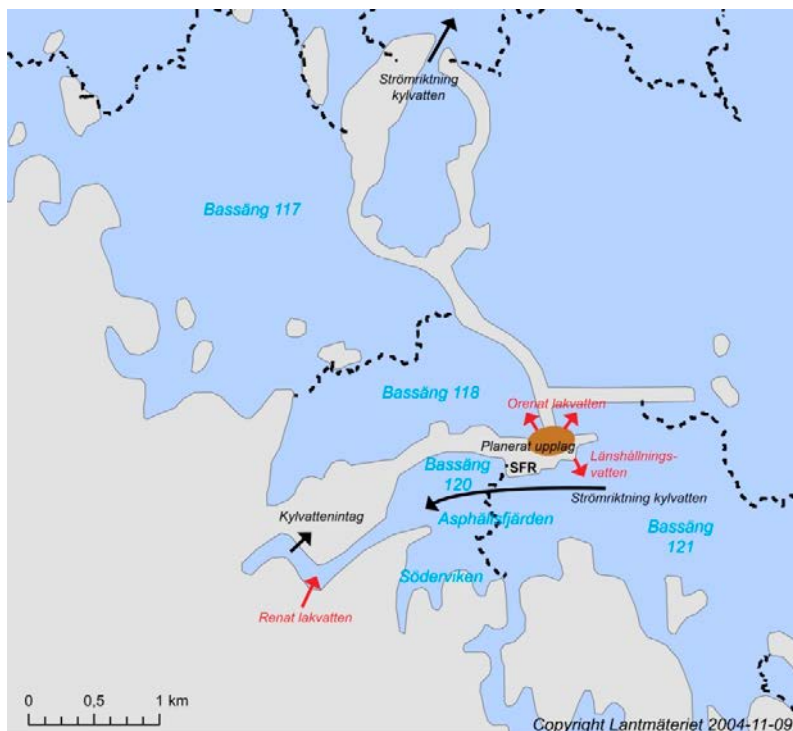 Strömriktning
kylvatten
Bassäng 117
Bassäng 118
Orenat lakvatten
Planerat upplag
Länshållnings-
vatten
Bassäng
120
SFR
Strömriktning kylvatten
Kylvattenintag
Asphällsfjärden
Bassäng
121
Söderviken
Renat lakvatten
0 0,5 1 km
Copyright Lantmäteriet 2004-11-09